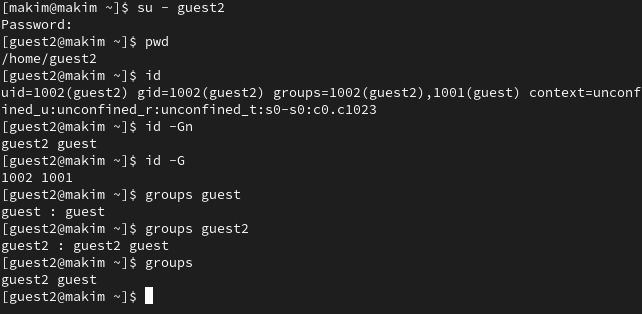 [makim@makim ~]$ su - guest2
Password:
[guest2@makim ~]$ pwd
/home/guest2
[guest2@makim ~]$ id
uid=1002(guest2) gid=1002(guest2) groups=1002(guest2),1001(guest) context=unconf
ined_u:unconfined_r:unconfined_t:s0-s0:c0.c1023
[guest2@makim ~]$ id -Gn
guest2 guest
[guest2@makim ~]$ id -G
1002 1001
[guest2@makim ~]$ groups guest
guest : guest
[guest2@makim ~]$ groups guest2
guest2 : guest2 guest
[guest2@makim ~]$ groups
guest2 guest
[guest2@makim ~]$